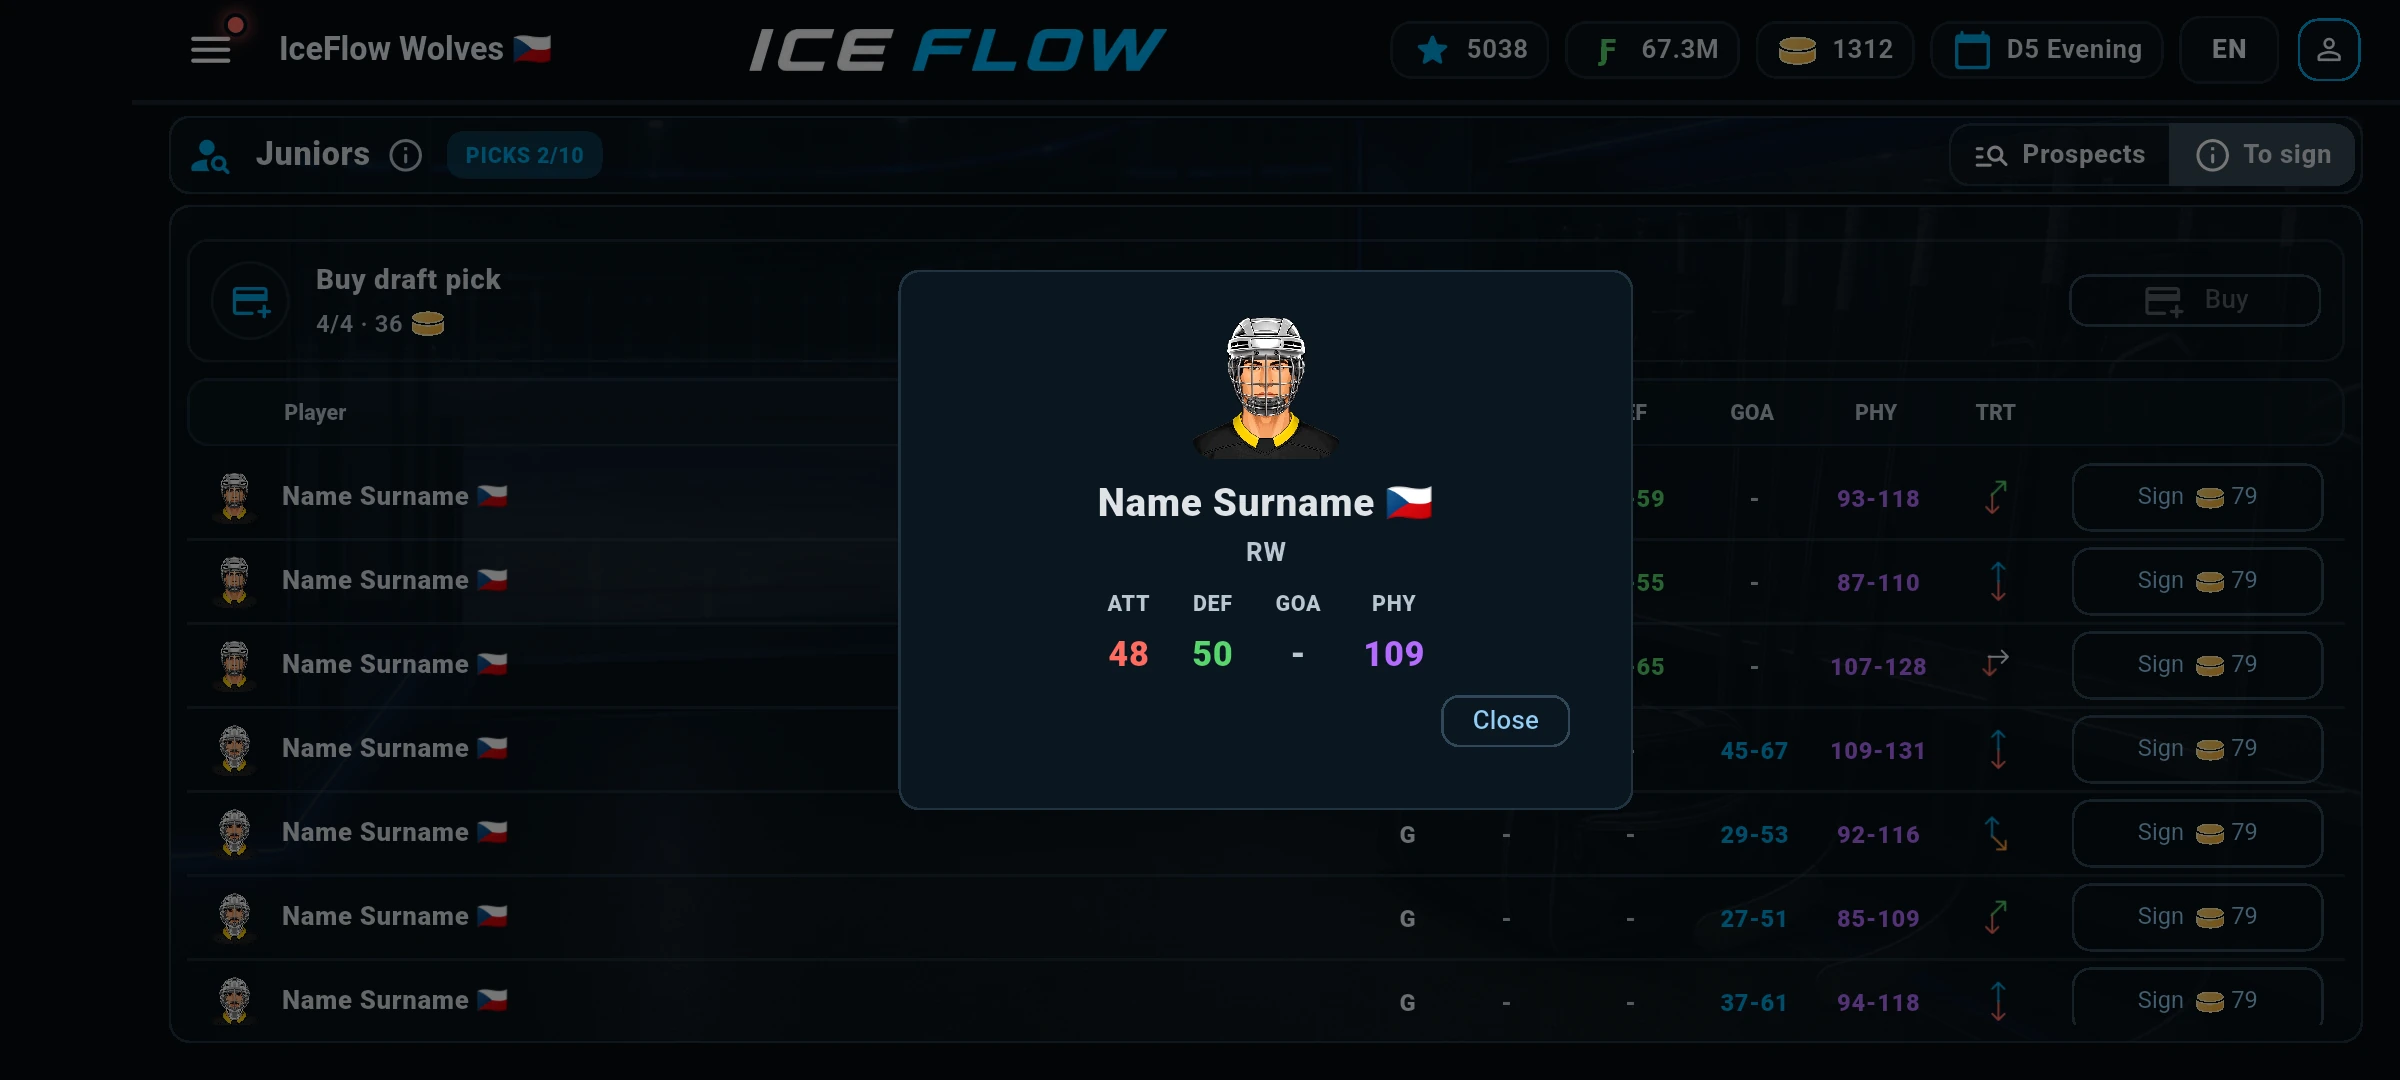 IceFlow Wolves
ICE FLOW
5038
67.3M
1312
D5 Evening
EN
Juniors
PICKS 2/10
Prospects
To sign
Buy draft pick
4/4 · 36
Buy
Player
GOA PHY TRT
Name Surname -59 - 93-118 Sign 79
Name Surname -55 - 87-110 Sign 79
Name Surname -65 - 107-128 Sign 79
Name Surname - 45-67 109-131 Sign 79
Name Surname G - - 29-53 92-116 Sign 79
Name Surname G - - 27-51 85-109 Sign 79
Name Surname G - - 37-61 94-118 Sign 79
Name Surname
RW
ATT DEF GOA PHY
48 50 - 109
Close